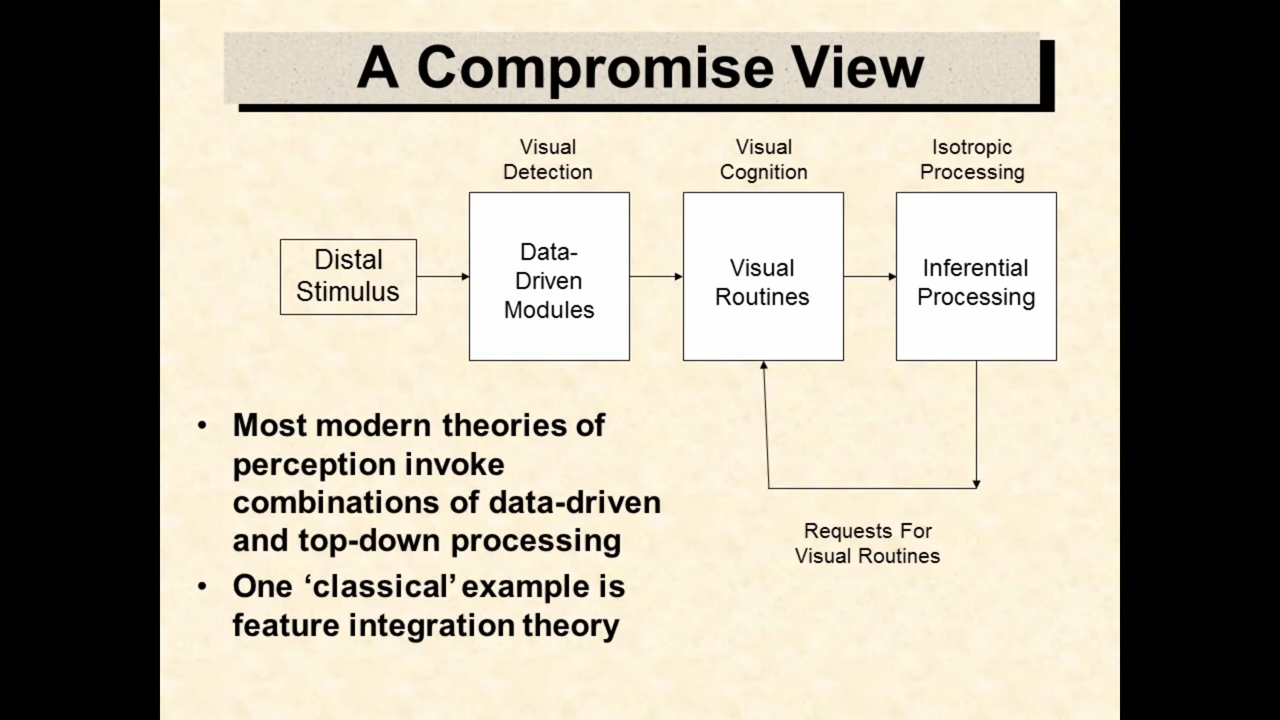 A Compromise View
Visual
Detection
Visual
Cognition
Isotropic
Processing
Distal
Stimulus
Data-
Driven
Modules
Visual
Routines
Inferential
Processing
• Most modern theories of
perception invoke
combinations of data-driven
and top-down processing
• One ‘classical’ example is
feature integration theory
Requests For
Visual Routines